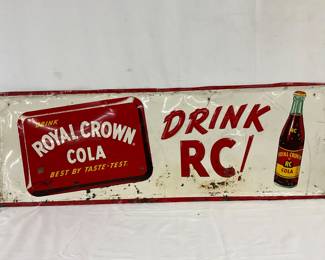 DRINK
ROYAL CROWN
COLA
BEST BY TASTE-TEST
DRINK
RC!
ROYAL CROWN
RC
COLA